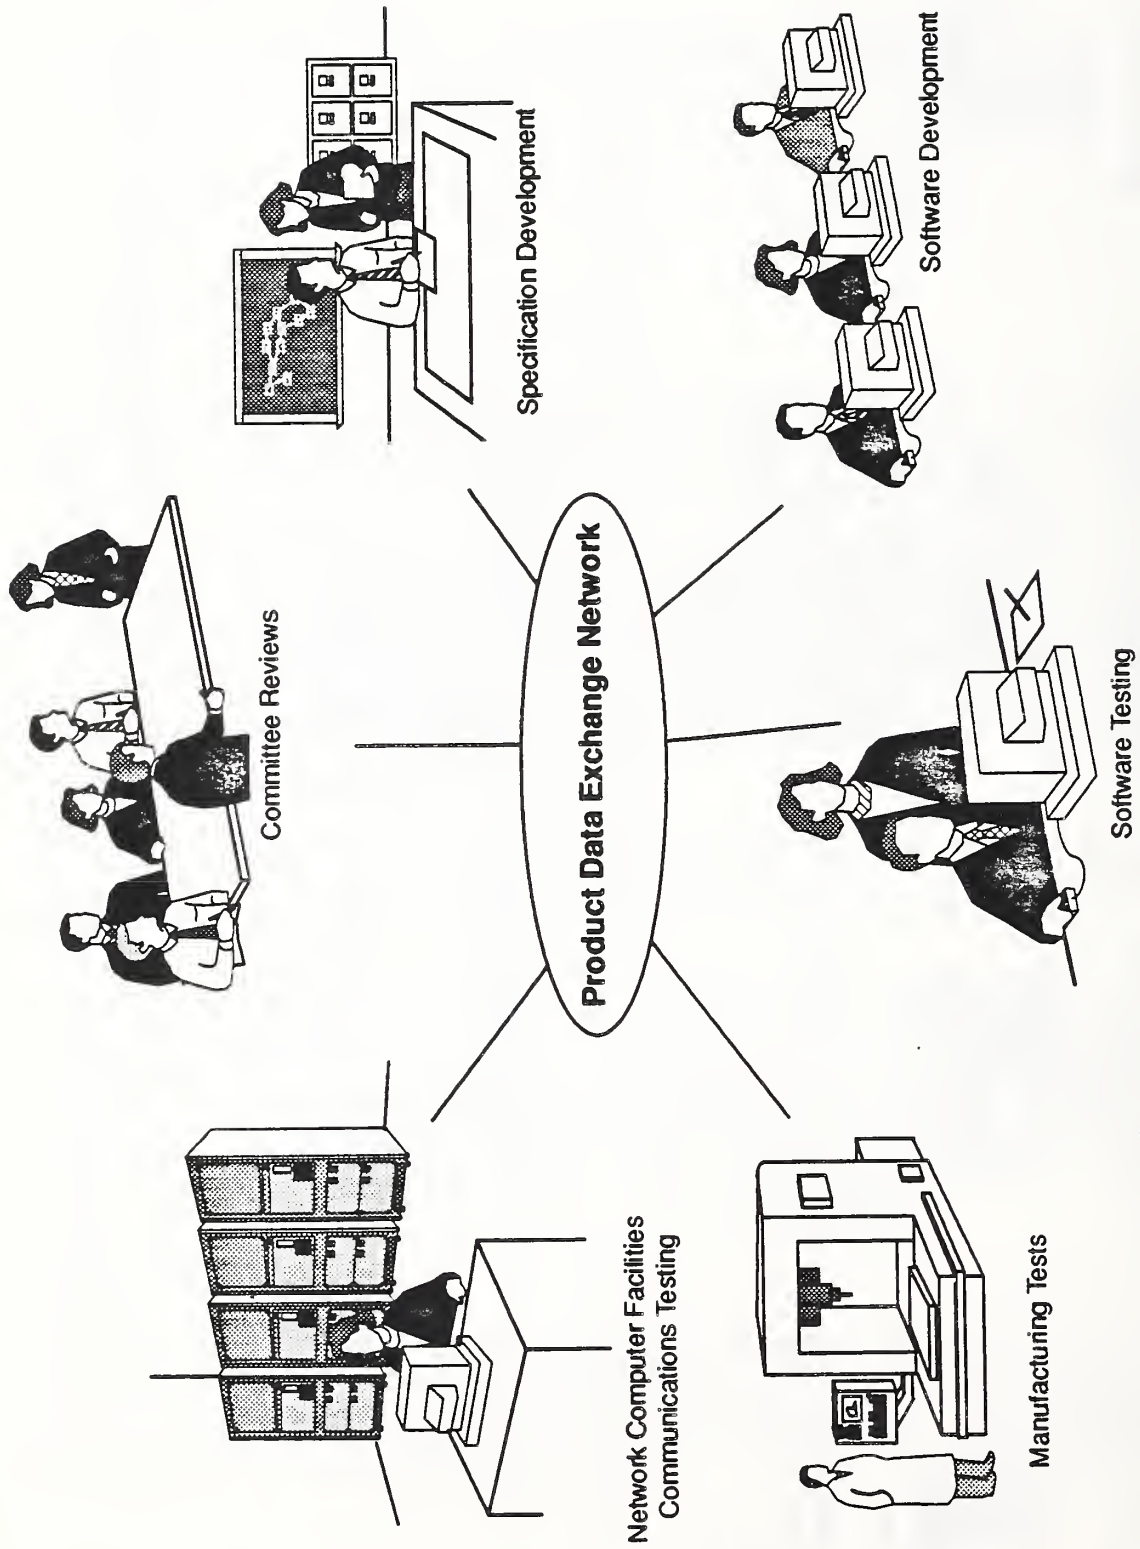 Committee Reviews
Network Computer Facilities
Communications Testing
Specification Development
Product Data Exchange Network
Manufacturing Tests
Software Development
Software Testing